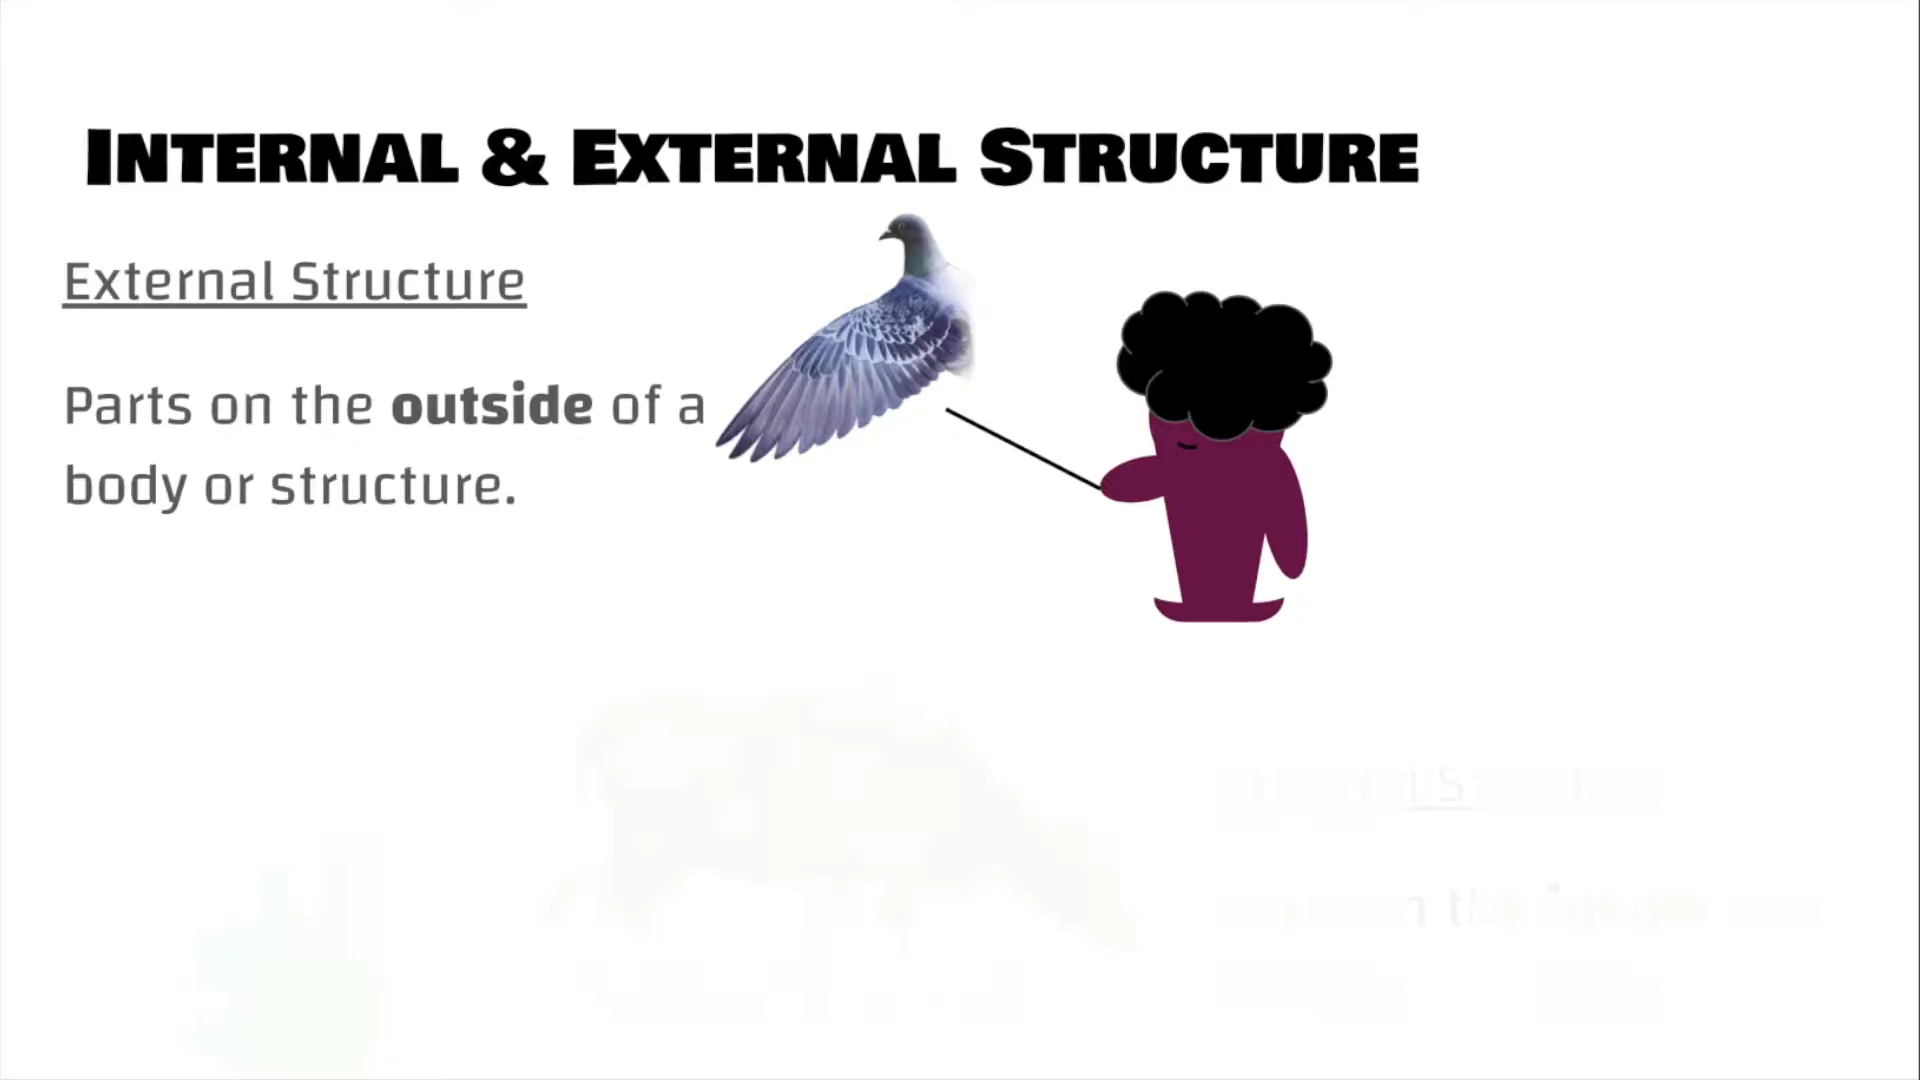 INTERNAL & EXTERNAL STRUCTURE
External Structure
Parts on the outside of a
body or structure.